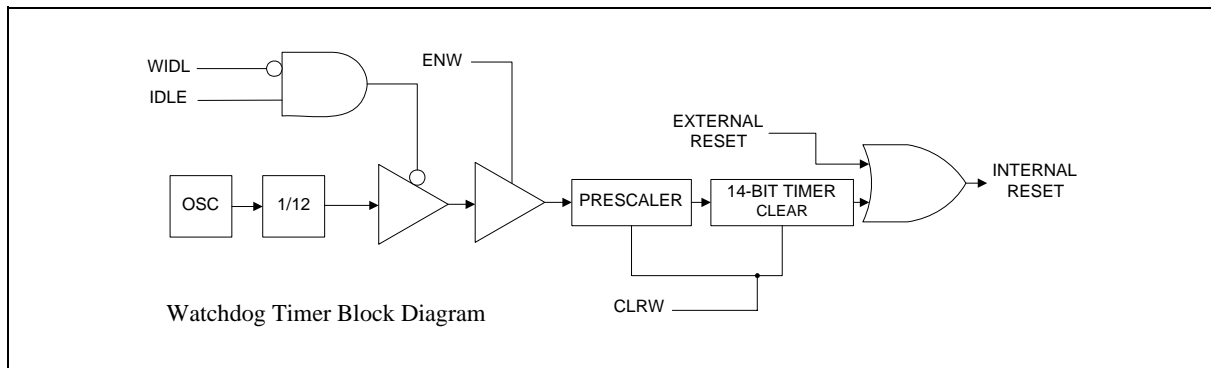 WIDL
IDLE
ENW
EXTERNAL
RESET
OSC
1/12
PRESCALER
14-BIT TIMER
CLEAR
INTERNAL
RESET
CLRW
Watchdog Timer Block Diagram